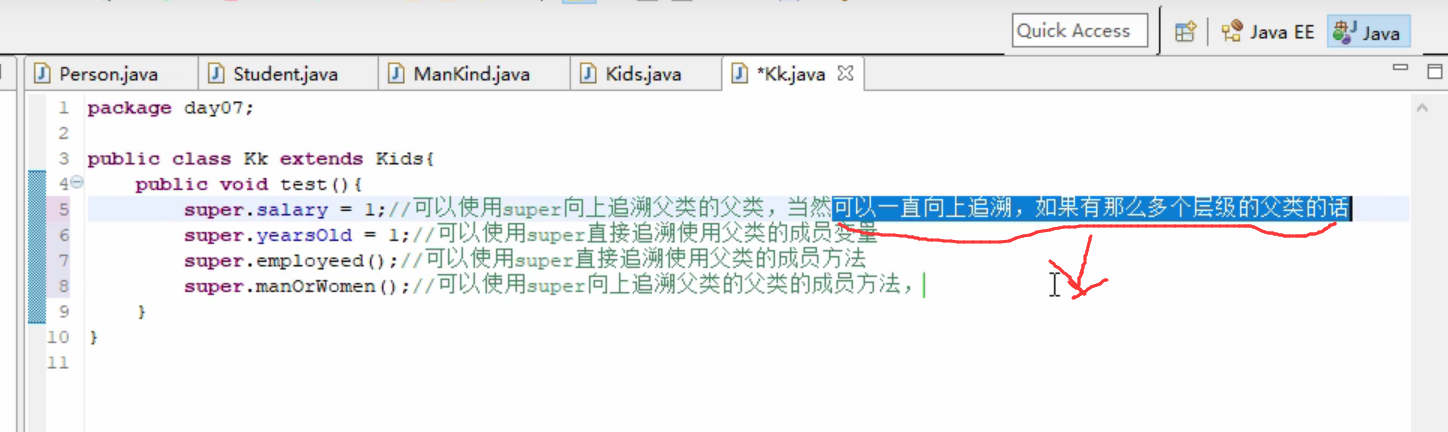 Quick Access
Java EE
Java
Person.java
Student.java
ManKind.java
Kids.java
*Kk.java
1 package day07;
2
3 public class Kk extends Kids{
4 public void test(){
5 super.salary = 1;//可以使用super向上追溯父类的父类，当然可以一直向上追溯，如果有那么多个层级的父类的话
6 super.yearsOld = 1;//可以使用super直接追溯使用父类的成员变量
7 super.employeed();//可以使用super直接追溯使用父类的成员方法
8 super.manOrWomen();//可以使用super向上追溯父类的父类的成员方法，
9 }
10 }
11